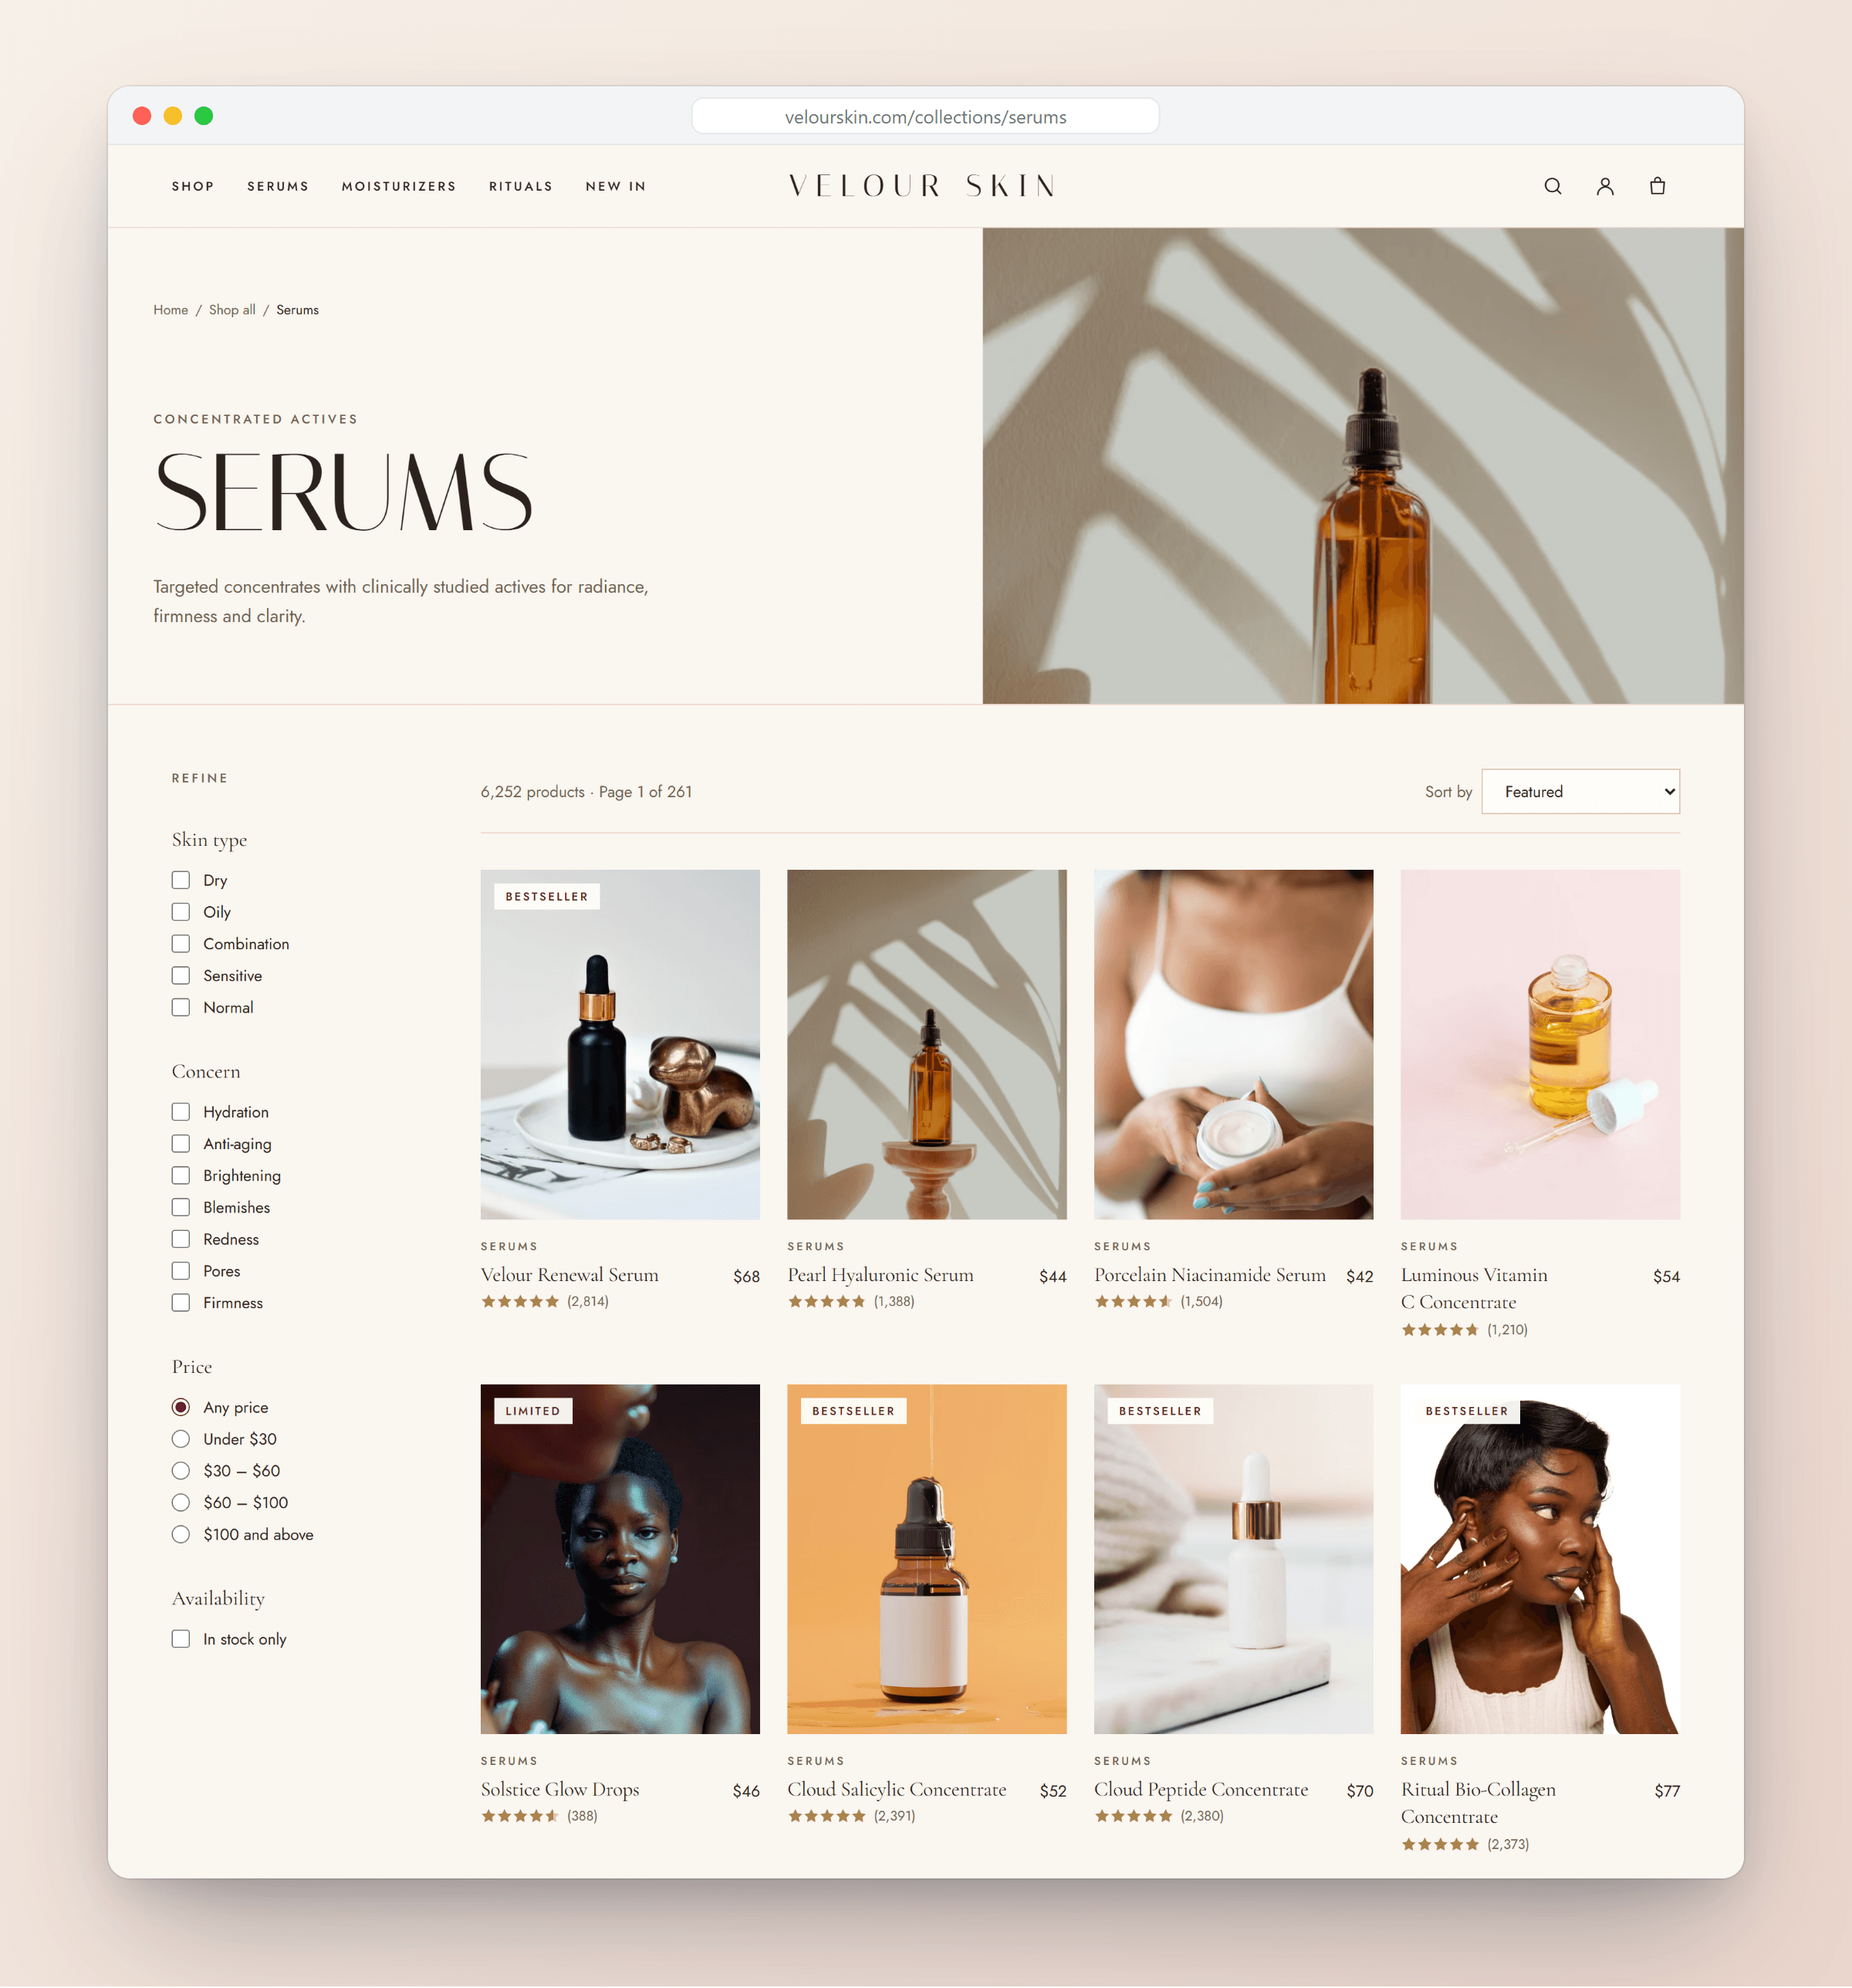 velourskin.com/collections/serums
SHOP SERUMS MOISTURIZERS RITUALS NEW IN
VELOUR SKIN
Home / Shop all / Serums
CONCENTRATED ACTIVES
SERUMS
Targeted concentrates with clinically studied actives for radiance,
firmness and clarity.
REFINE
Skin type
Dry
Oily
Combination
Sensitive
Normal
Concern
Hydration
Anti-aging
Brightening
Blemishes
Redness
Pores
Firmness
Price
Any price
Under $30
$30 – $60
$60 – $100
$100 and above
Availability
In stock only
6,252 products · Page 1 of 261
Sort by Featured
BESTSELLER
SERUMS
Velour Renewal Serum $68
(2,814)
SERUMS
Pearl Hyaluronic Serum $44
(1,388)
SERUMS
Porcelain Niacinamide Serum $42
(1,504)
SERUMS
Luminous Vitamin $54
C Concentrate
(1,210)
LIMITED
SERUMS
Solstice Glow Drops $46
(388)
BESTSELLER
SERUMS
Cloud Salicylic Concentrate $52
(2,391)
BESTSELLER
SERUMS
Cloud Peptide Concentrate $70
(2,380)
BESTSELLER
SERUMS
Ritual Bio-Collagen $77
Concentrate
(2,373)